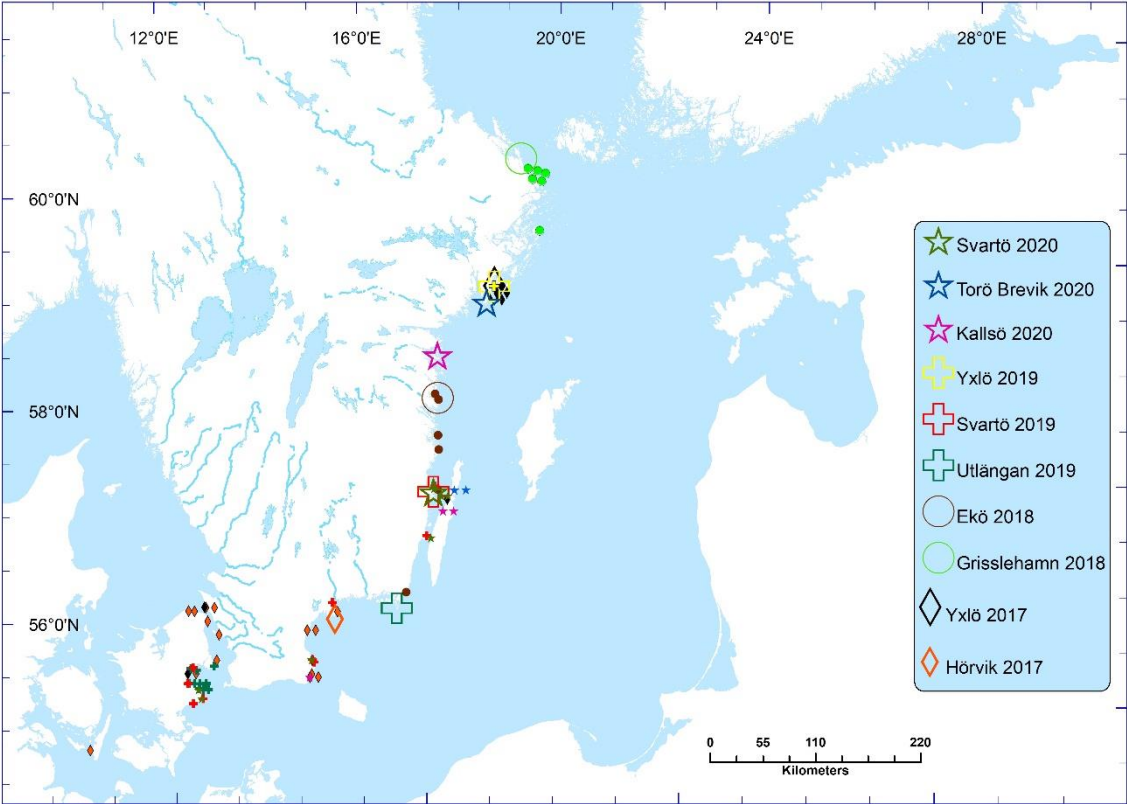 12°0'E 16°0'E 20°0'E 24°0'E 28°0'E
60°0'N
58°0'N
56°0'N
Svartö 2020
Torö Brevik 2020
Kallsö 2020
Yxlö 2019
Svartö 2019
Utlängan 2019
Ekö 2018
Grisslehamn 2018
Yxlö 2017
Hörvik 2017
0 55 110 220
Kilometers